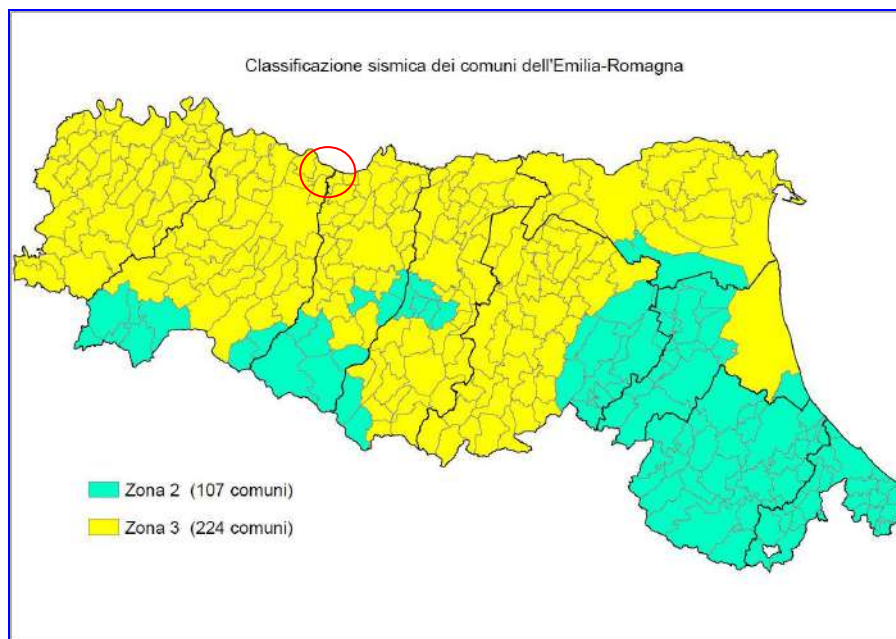 Classificazione sismica dei comuni dell'Emilia-Romagna
Zona 2 (107 comuni)
Zona 3 (224 comuni)